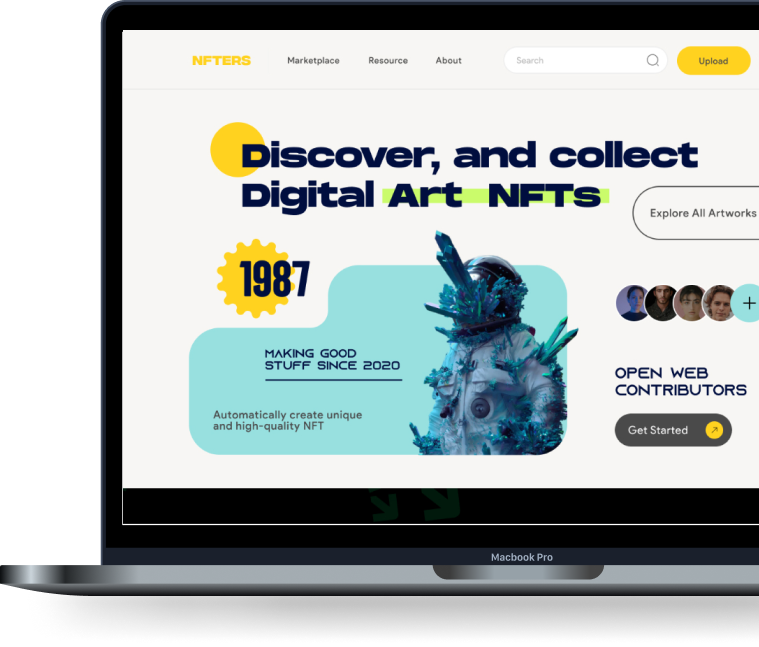 NFTERS
Marketplace
Resource
About
Search
Upload
Discover, and collect
Digital Art NFTs
Explore All Artworks
1987
MAKING GOOD
STUFF SINCE 2020
Automatically create unique
and high-quality NFT
OPEN WEB
CONTRIBUTORS
Get Started
Macbook Pro